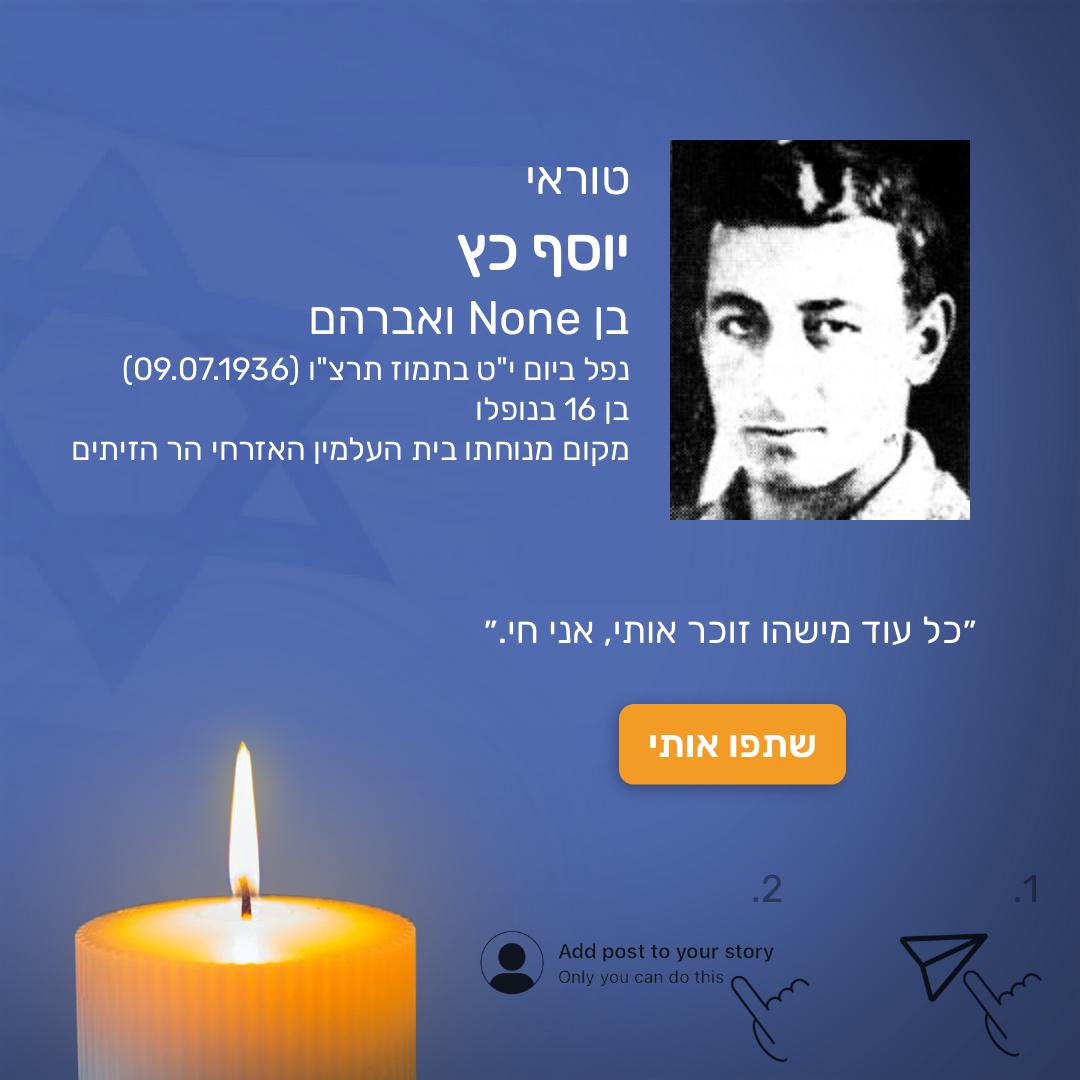 טוראי
יוסף כץ
בן None ואברהם
נפל ביום י"ט בתמוז תרצ"ו (09.07.1936)
בן 16 בנופלו
מקום מנוחתו בית העלמין האזרחי הר הזיתים
״כל עוד מישהו זוכר אותי, אני חי.״
שתפו אותי
.1
.2
Add post to your story
Only you can do this